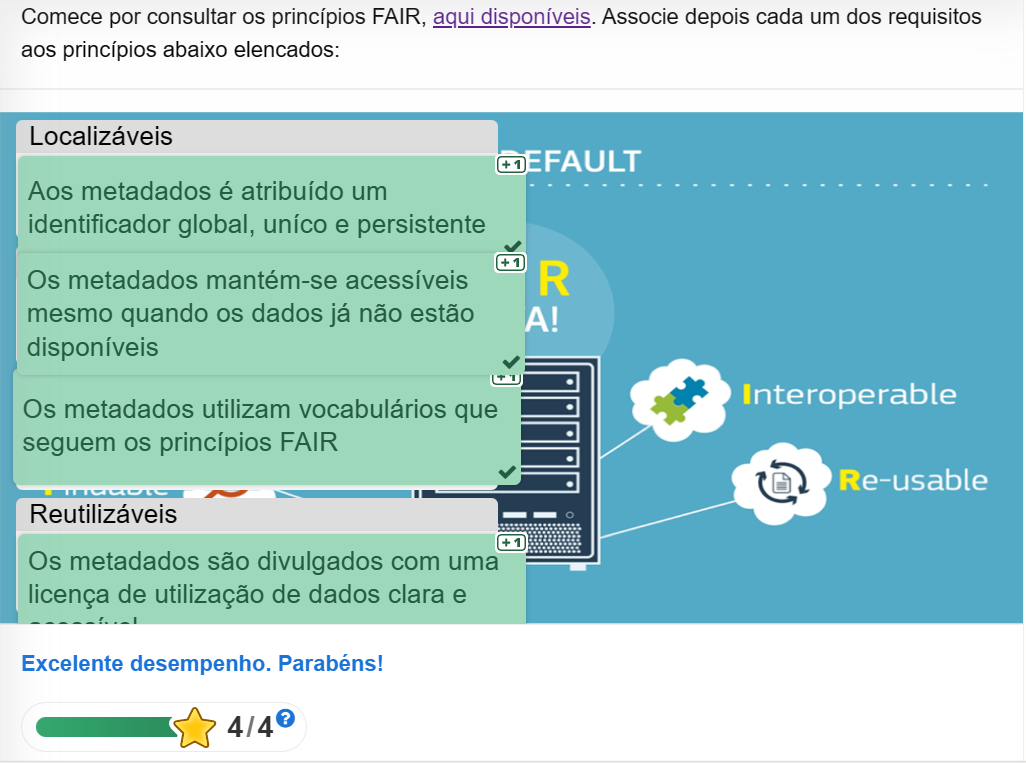 Comece por consultar os princípios FAIR, aqui disponíveis. Associe depois cada um dos requisitos
aos princípios abaixo elencados:
Localizáveis
DEFAULT
+1
Aos metadados é atribuído um
identificador global, uníco e persistente
+1
Os metadados mantém-se acessíveis
mesmo quando os dados já não estão
disponíveis
R
A!
+1
Os metadados utilizam vocabulários que
seguem os princípios FAIR
Interoperable
Re-usable
Findable
Reutilizáveis
+1
Os metadados são divulgados com uma
licença de utilização de dados clara e
acessível
Excelente desempenho. Parabéns!
4/4
?